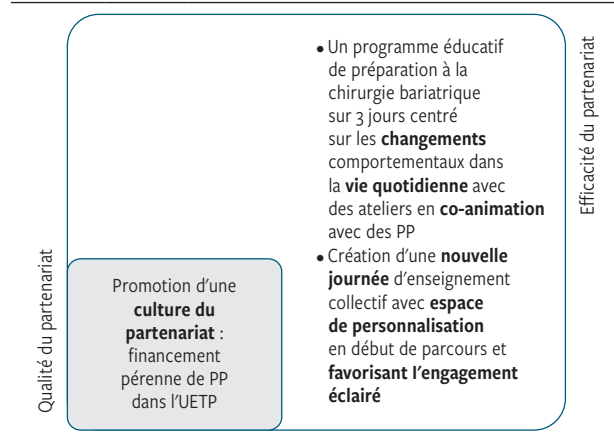 Qualité du partenariat
Promotion d'une
culture du
partenariat :
financement
pérenne de PP
dans l'UETP
• Un programme éducatif
de préparation à la
chirurgie bariatrique
sur 3 jours centré
sur les changements
comportementaux dans
la vie quotidienne avec
des ateliers en co-animation
avec des PP
• Création d'une nouvelle
journée d'enseignement
collectif avec espace
de personnalisation
en début de parcours et
favorisant l'engagement
éclairé
Efficacité du partenariat